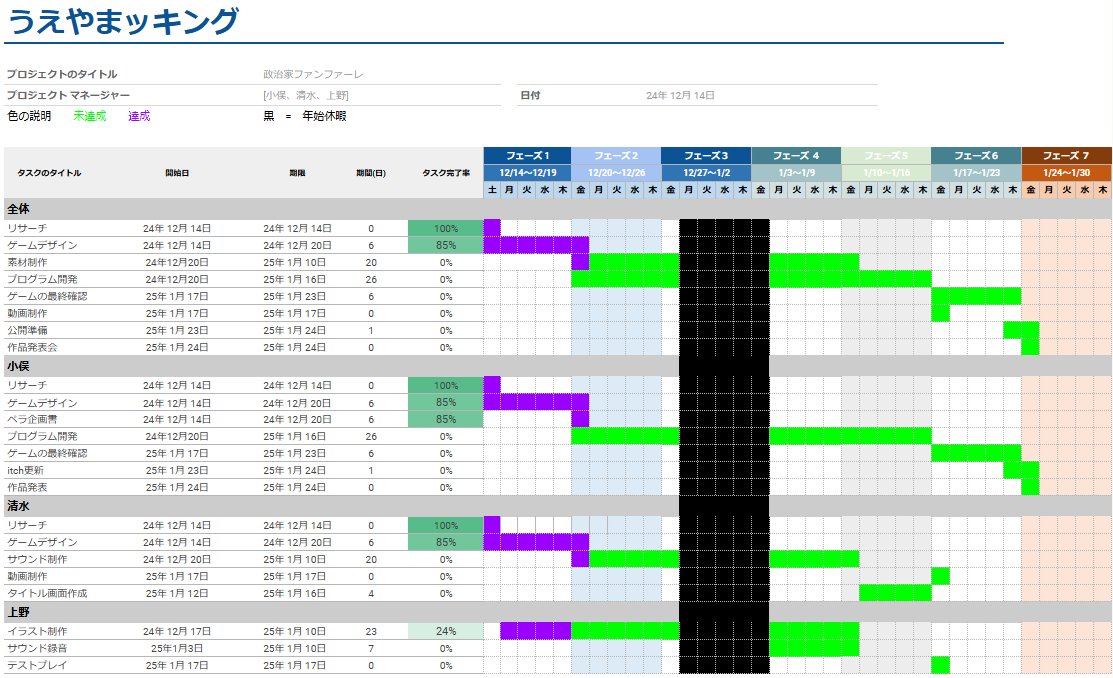 うえやまッキング
プロジェクトのタイトル 政治家ファンファーレ
プロジェクト マネージャー [小俣、清水、上野] 日付 24年 12月 14日
色の説明 未達成 達成 黒 = 年始休暇
フェーズ 1 フェーズ 2 フェーズ 3 フェーズ 4 フェーズ 5 フェーズ 6 フェーズ 7
タスクのタイトル 開始日 期限 期間(日) タスク完了率 12/14～12/19 12/20～12/26 12/27～1/2 1/3～1/9 1/10～1/16 1/17～1/23 1/24～1/30
土 月 火 水 木 金 月 火 水 木 金 月 火 水 木 金 月 火 水 木 金 月 火 水 木 金 月 火 水 木 金 月 火 水 木
全体
リサーチ 24年 12月 14日 24年 12月 14日 0 100%
ゲームデザイン 24年 12月 14日 24年 12月 20日 6 85%
素材制作 24年12月20日 25年 1月 10日 20 0%
プログラム開発 24年12月20日 25年 1月 16日 26 0%
ゲームの最終確認 25年 1月 17日 25年 1月 23日 6 0%
動画制作 25年 1月 17日 25年 1月 17日 0 0%
公開準備 25年 1月 23日 25年 1月 24日 1 0%
作品発表会 25年 1月 24日 25年 1月 24日 0 0%
小俣
リサーチ 24年 12月 14日 24年 12月 14日 0 100%
ゲームデザイン 24年 12月 14日 24年 12月 20日 6 85%
ペラ企画書 24年 12月 14日 24年 12月 20日 6 85%
プログラム開発 24年12月20日 25年 1月 16日 26 0%
ゲームの最終確認 25年 1月 17日 25年 1月 23日 6 0%
itch更新 25年 1月 23日 25年 1月 24日 1 0%
作品発表 25年 1月 24日 25年 1月 24日 0 0%
清水
リサーチ 24年 12月 14日 24年 12月 14日 0 100%
ゲームデザイン 24年 12月 14日 24年 12月 20日 6 85%
サウンド制作 24年 12月 20日 25年 1月 10日 20 0%
動画制作 25年 1月 17日 25年 1月 17日 0 0%
タイトル画面作成 25年 1月 12日 25年 1月 16日 4 0%
上野
イラスト制作 24年 12月 17日 25年 1月 10日 23 24%
サウンド録音 25年1月3日 25年 1月 10日 7 0%
テストプレイ 25年 1月 17日 25年 1月 17日 0 0%